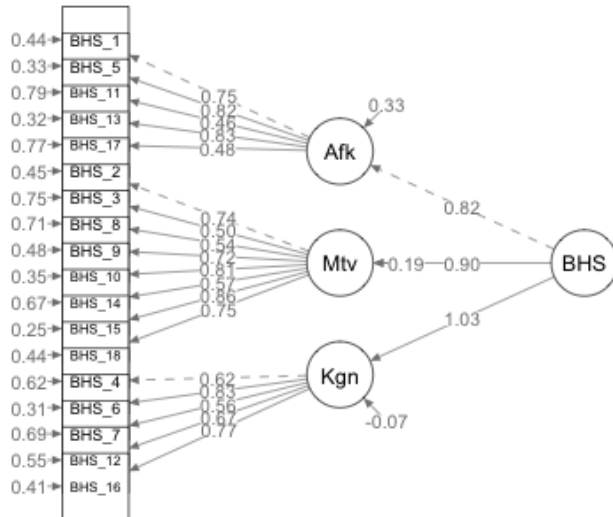 0.44 BHS_1
0.33 BHS_5
0.79 BHS_11
0.32 BHS_13
0.77 BHS_17
0.45 BHS_2
0.75 BHS_3
0.71 BHS_8
0.48 BHS_9
0.35 BHS_10
0.67 BHS_14
0.25 BHS_15
0.44 BHS_18
0.62 BHS_4
0.31 BHS_6
0.69 BHS_7
0.55 BHS_12
0.41 BHS_16
0.75
0.82
0.46
0.83
0.48
0.74
0.50
0.54
0.72
0.81
0.57
0.86
0.75
0.62
0.83
0.56
0.67
0.77
0.33
Afk
0.82
Mtv
0.19
0.90
BHS
1.03
Kgn
-0.07